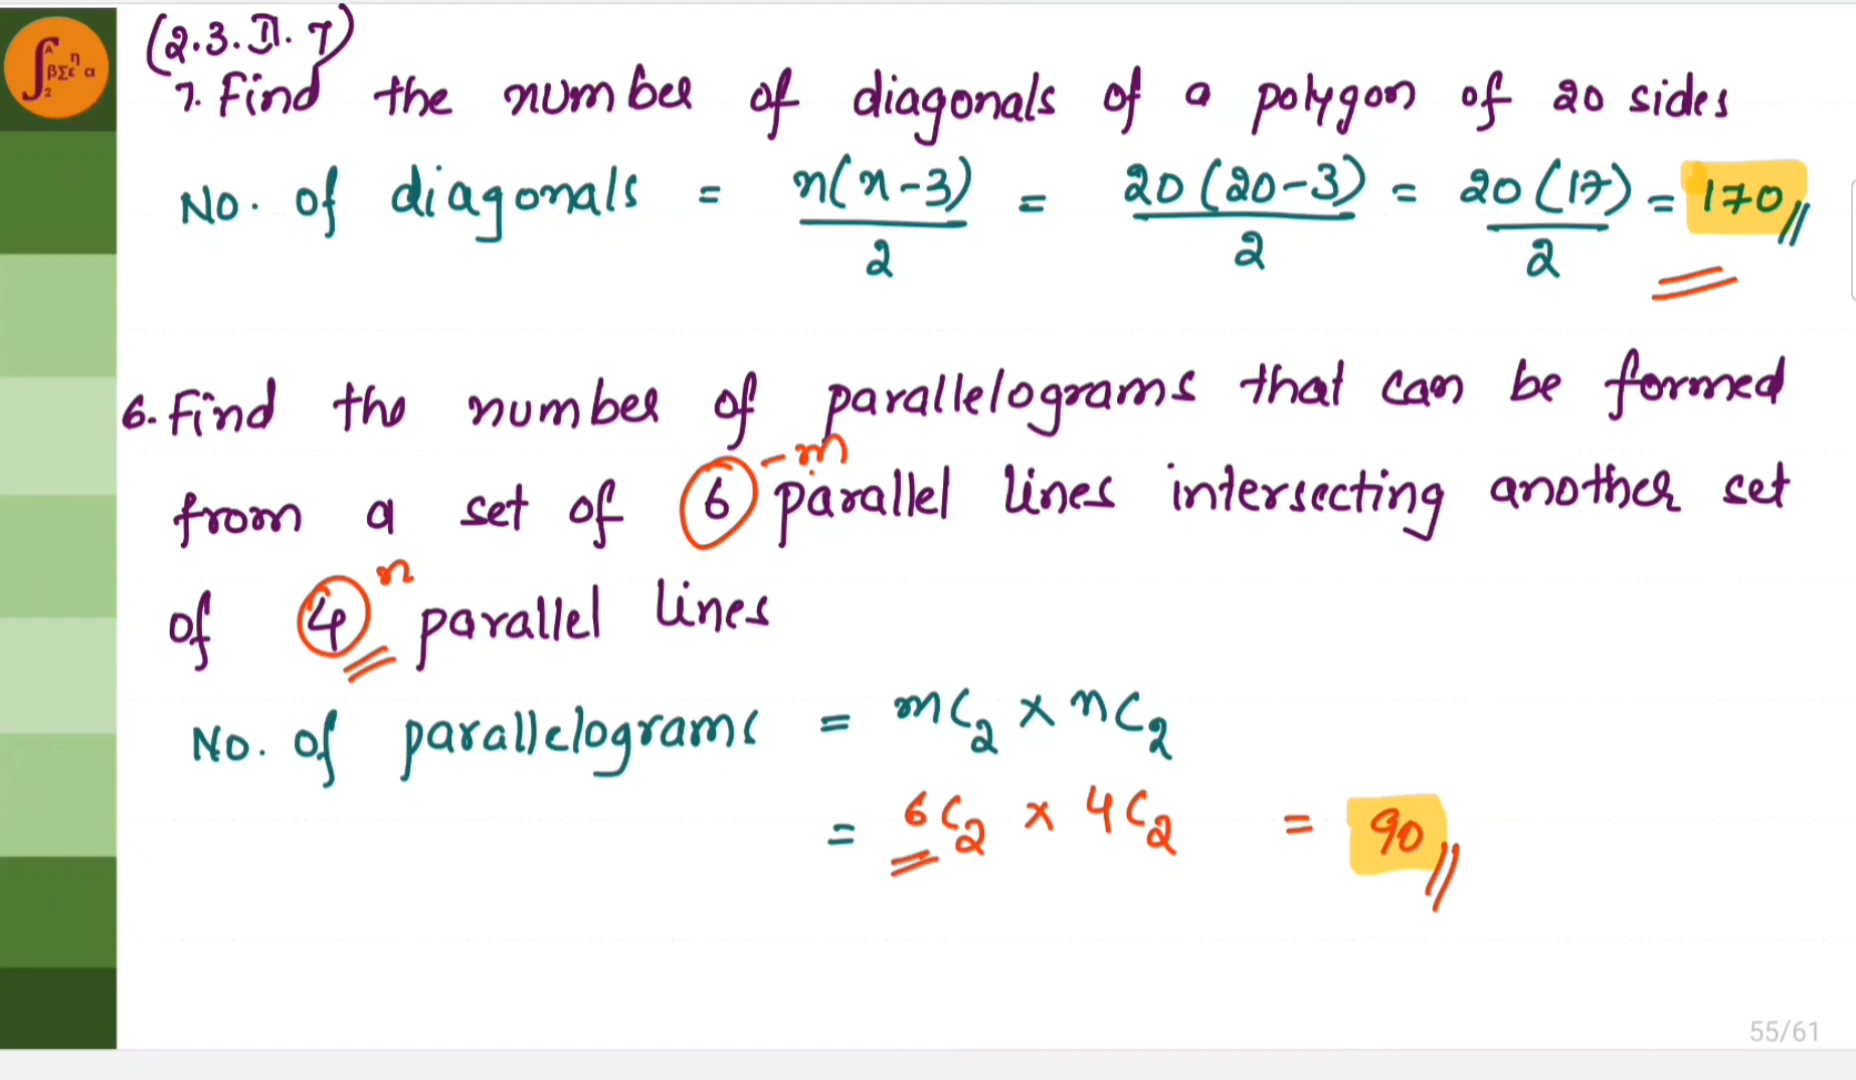 (2.3.II.7)
7. Find the number of diagonals of a polygon of 20 sides
No. of diagonals = n(n-3)/2 = 20(20-3)/2 = 20(17)/2 = 170//
6. Find the number of parallelograms that can be formed
from a set of 6 - m parallel lines intersecting another set
of 4 n parallel lines
No. of parallelograms = mC₂ × nC₂
= 6C₂ × 4C₂ = 90//
55/61